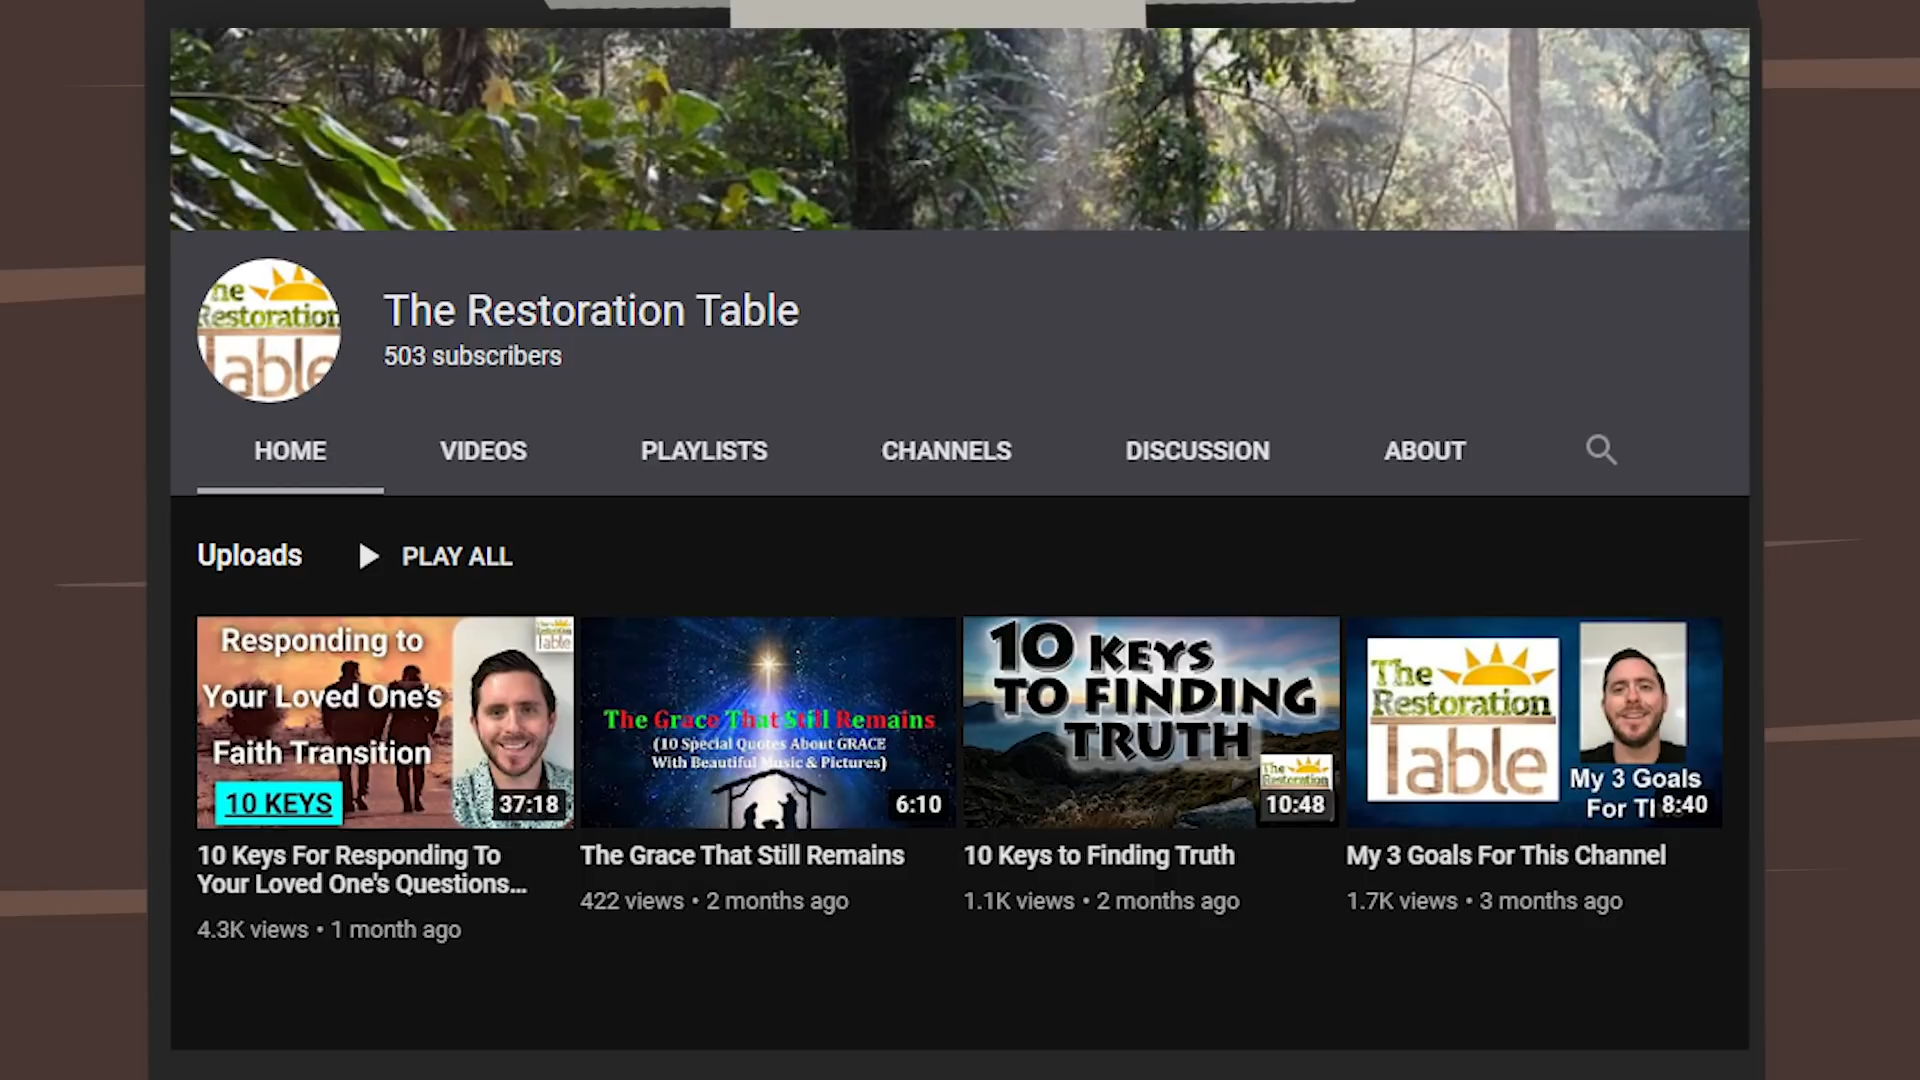 The
Restoration
Table
The Restoration Table
503 subscribers
HOME VIDEOS PLAYLISTS CHANNELS DISCUSSION ABOUT
Uploads PLAY ALL
Responding to
Your Loved One's
Faith Transition
10 KEYS
37:18
The Grace That Still Remains
(10 Special Quotes About GRACE
With Beautiful Music & Pictures)
6:10
10 KEYS
TO FINDING
TRUTH
The
Restoration
10:48
The
Restoration
Table
My 3 Goals
For Th
8:40
10 Keys For Responding To
Your Loved One's Questions...
4.3K views • 1 month ago
The Grace That Still Remains
422 views • 2 months ago
10 Keys to Finding Truth
1.1K views • 2 months ago
My 3 Goals For This Channel
1.7K views • 3 months ago